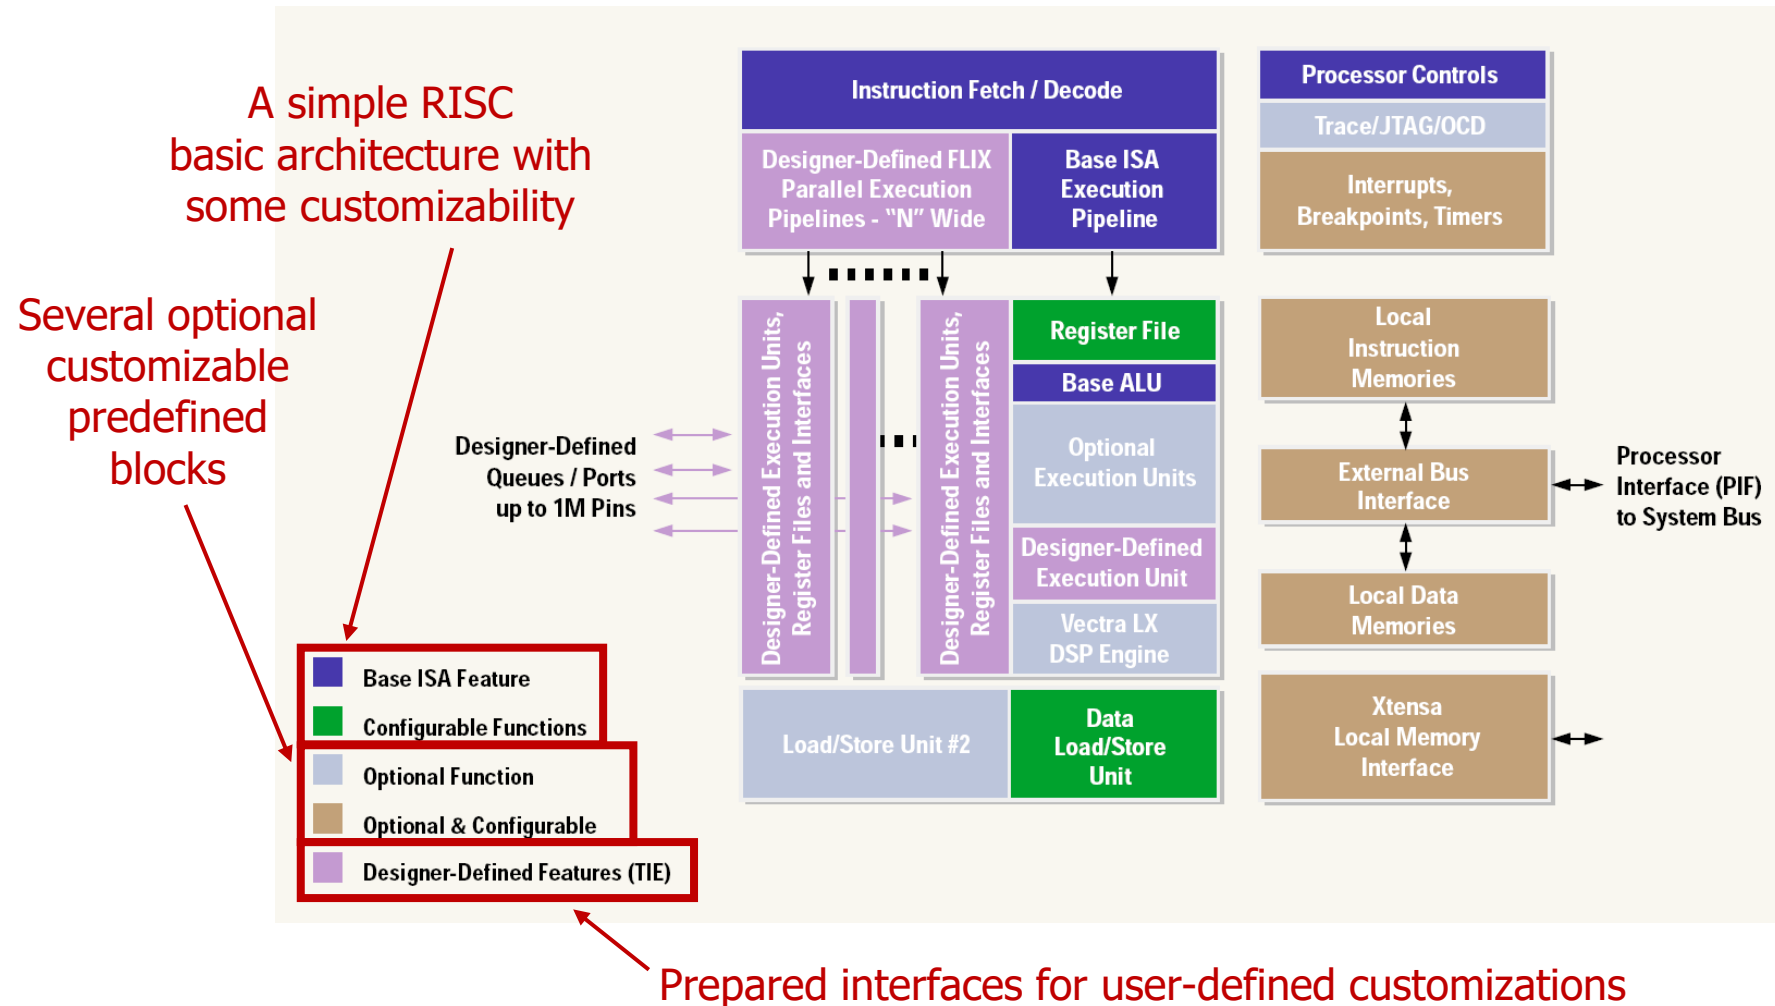 A simple RISC
basic architecture with
some customizability
Several optional
customizable
predefined
blocks
Instruction Fetch / Decode
Designer-Defined FLIX
Parallel Execution
Pipelines - “N” Wide
Base ISA
Execution
Pipeline
Processor Controls
Trace/JTAG/OCD
Interrupts,
Breakpoints, Timers
Designer-Defined Execution Units,
Register Files and Interfaces
Designer-Defined Execution Units,
Register Files and Interfaces
Register File
Base ALU
Optional
Execution Units
Designer-Defined
Execution Unit
Vectra LX
DSP Engine
Designer-Defined
Queues / Ports
up to 1M Pins
Local
Instruction
Memories
External Bus
Interface
Processor
Interface (PIF)
to System Bus
Local Data
Memories
Load/Store Unit #2
Data
Load/Store
Unit
Xtensa
Local Memory
Interface
Base ISA Feature
Configurable Functions
Optional Function
Optional & Configurable
Designer-Defined Features (TIE)
Prepared interfaces for user-defined customizations